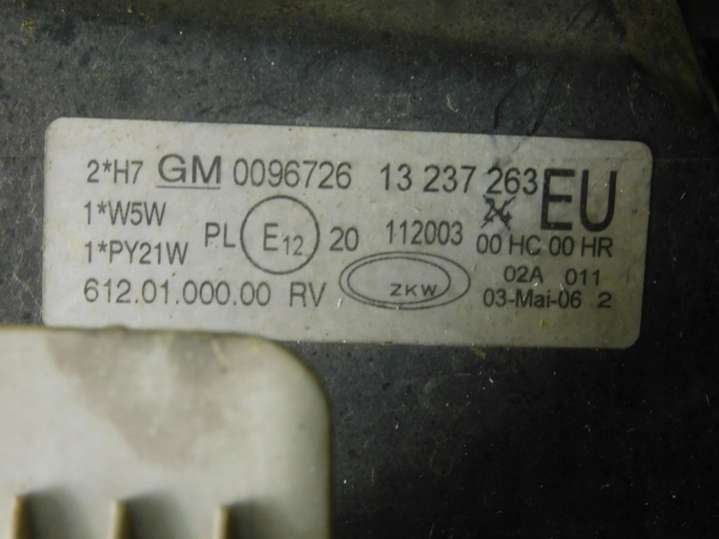 2*H7 GM 0096726 13 237 263 EU
1*W5W PL E12 20 112003 00 HC 00 HR
1*PY21W 02A 011
612.01.000.00 RV ZKW 03-Mai-06 2